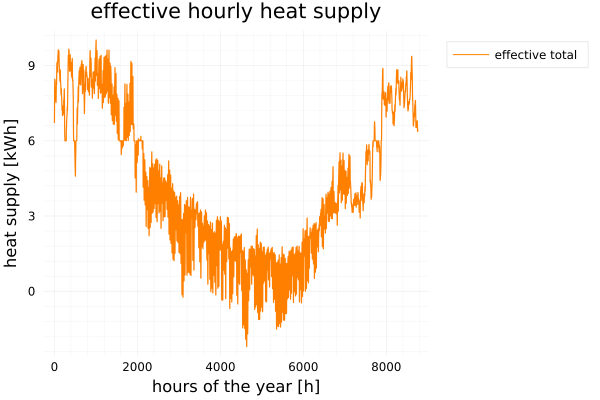 effective hourly heat supply
effective total
heat supply [kWh]
9
6
3
0
0
2000
4000
6000
8000
hours of the year [h]